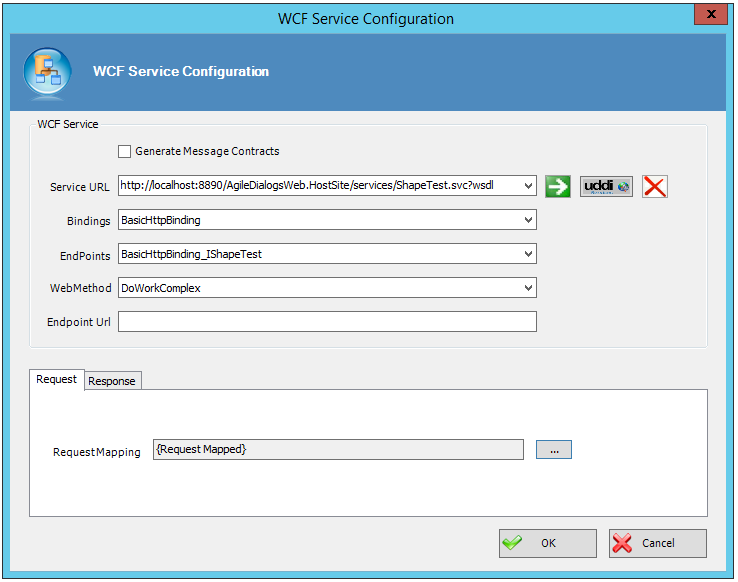 WCF Service Configuration
x
WCF Service Configuration
WCF Service
Generate Message Contracts
Service URL http://localhost:8890/AgileDialogsWeb.HostSite/services/ShapeTest.svc?wsdl uddi
Bindings BasicHttpBinding
EndPoints BasicHttpBinding_IShapeTest
WebMethod DoWorkComplex
Endpoint Url
Request Response
RequestMapping {Request Mapped} ...
OK Cancel